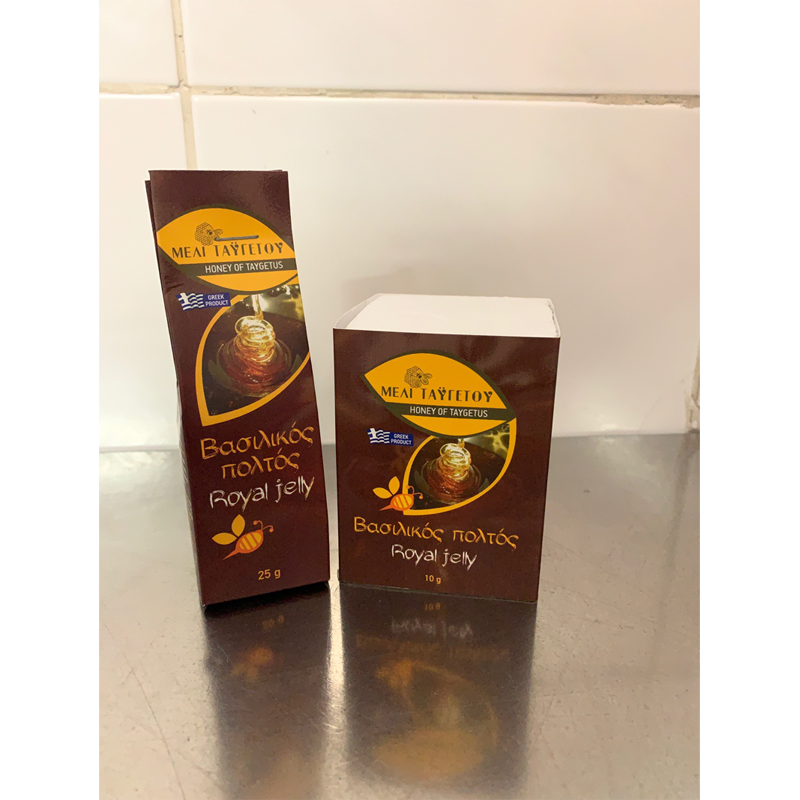 ΜΕΛΙ ΤΑΫΓΕΤΟΥ
HONEY OF TAYGETUS
GREEK
PRODUCT
Βασιλικός
πολτός
Royal jelly
25 g
ΜΕΛΙ ΤΑΫΓΕΤΟΥ
HONEY OF TAYGETUS
GREEK
PRODUCT
Βασιλικός πολτός
Royal jelly
10 g